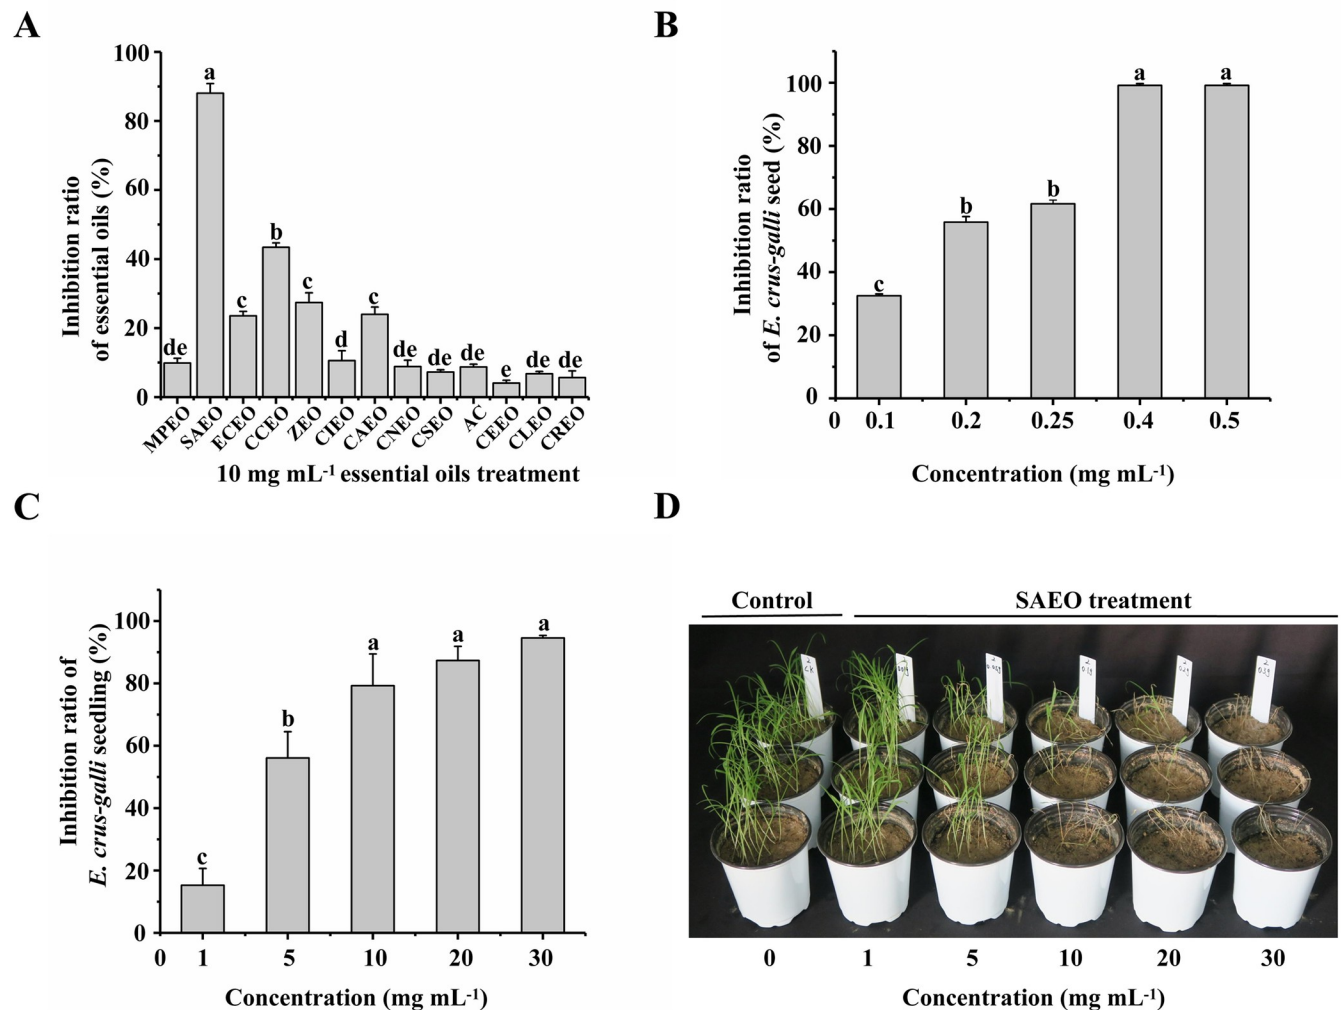 A
Inhibition ratio
of essential oils (%)
100
80
60
40
20
0
a
b
c
c
c
d
de
de
de
de
e
de
de
MPEO
SAEO
ECEO
CCEO
ZEO
CIEO
CAEO
CNEO
CSEO
AC
CEEO
CLEO
CREO
10 mg mL⁻¹ essential oils treatment
B
Inhibition ratio
of E. crus-galli seed (%)
100
80
60
40
20
0
c
b
b
a
a
0 0.1 0.2 0.25 0.4 0.5
Concentration (mg mL⁻¹)
C
Inhibition ratio of
E. crus-galli seedling (%)
100
80
60
40
20
0
c
b
a
a
a
0 1 5 10 20 30
Concentration (mg mL⁻¹)
D
Control
SAEO treatment
0 1 5 10 20 30
Concentration (mg mL⁻¹)